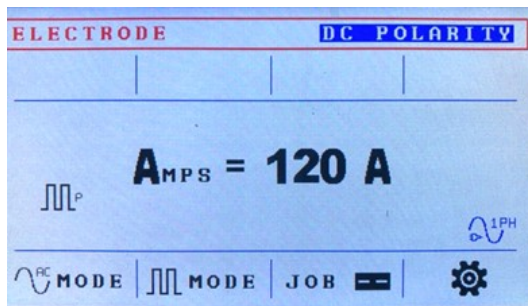 ELECTRODE DC POLARITY
AMPS = 120 A
P
1PH
AC MODE MODE JOB --